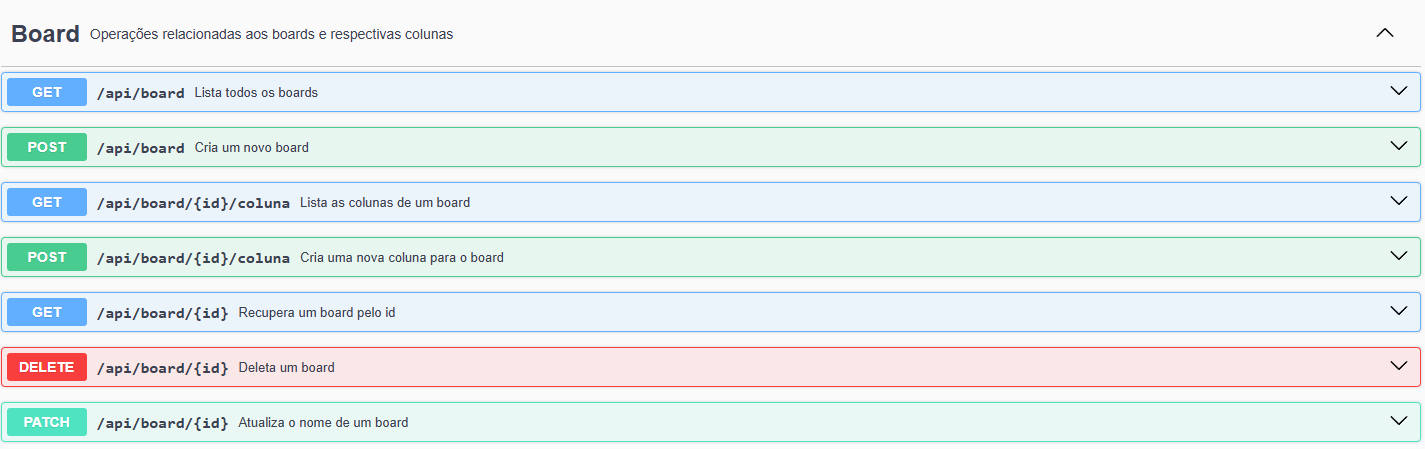 Board Operações relacionadas aos boards e respectivas colunas
GET /api/board Lista todos os boards
POST /api/board Cria um novo board
GET /api/board/{id}/coluna Lista as colunas de um board
POST /api/board/{id}/coluna Cria uma nova coluna para o board
GET /api/board/{id} Recupera um board pelo id
DELETE /api/board/{id} Deleta um board
PATCH /api/board/{id} Atualiza o nome de um board